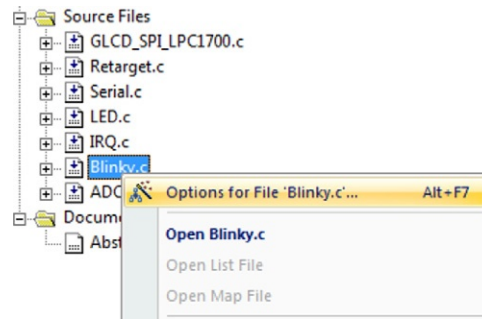 Source Files
GLCD_SPI_LPC1700.c
Retarget.c
Serial.c
LED.c
IRQ.c
Blinky.c
ADC
Options for File 'Blinky.c'... Alt+F7
Docume
Open Blinky.c
Abst
Open List File
Open Map File